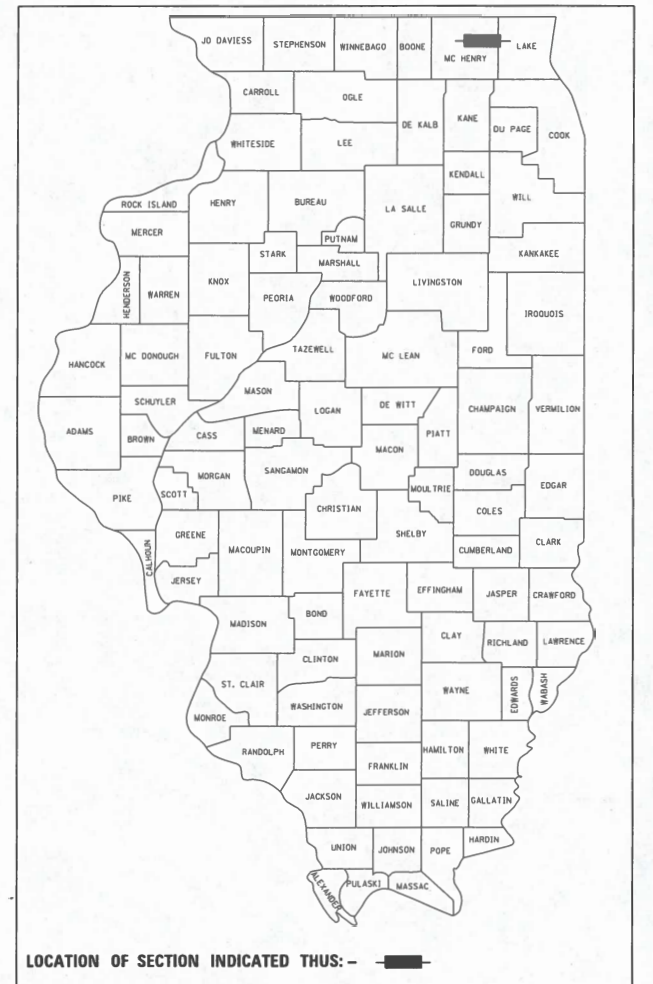 JO DAVIESS STEPHENSON WINNEBAGO BOONE MC HENRY LAKE
CARROLL OGLE DE KALB KANE DU PAGE COOK
WHITESIDE LEE
KENDALL WILL
ROCK ISLAND HENRY BUREAU LA SALLE GRUNDY
MERCER PUTNAM
STARK MARSHALL KANKAKEE
HENDERSON WARREN KNOX PEORIA WOODFORD LIVINGSTON
IROQUOIS
HANCOCK MC DONOUGH FULTON TAZEWELL MC LEAN FORD
MASON
SCHUYLER LOGAN DE WITT CHAMPAIGN VERMILION
ADAMS BROWN CASS MENARD MACON PIATT
MORGAN SANGAMON DOUGLAS EDGAR
PIKE SCOTT CHRISTIAN MOULTRIE COLES
GREENE MACOUPIN MONTGOMERY SHELBY CUMBERLAND CLARK
CALHOUN JERSEY
FAYETTE EFFINGHAM JASPER CRAWFORD
MADISON BOND
CLAY RICHLAND LAWRENCE
CLINTON MARION
ST. CLAIR WAYNE EDWARDS WABASH
MONROE WASHINGTON JEFFERSON
RANDOLPH PERRY HAMILTON WHITE
FRANKLIN
JACKSON WILLIAMSON SALINE GALLATIN
UNION JOHNSON POPE HARDIN
ALEXANDER PULASKI MASSAC
LOCATION OF SECTION INDICATED THUS: -